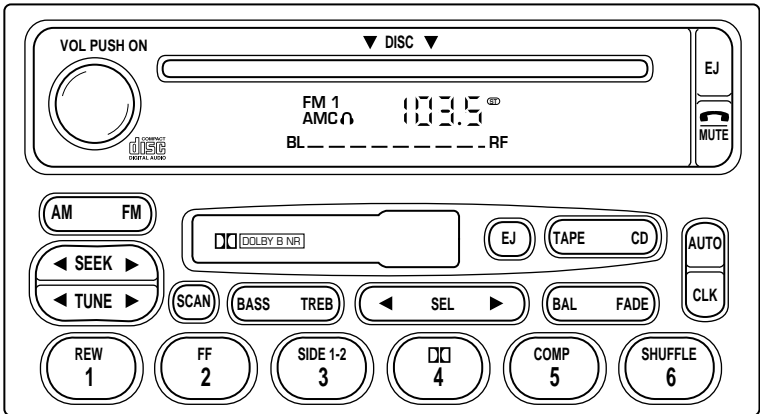 VOL PUSH ON
DISC
EJ
FM 1
AMC
103.5
ST
MUTE
COMPACT
disc
DIGITAL AUDIO
BL RF
AM FM
DOLBY B NR
EJ
TAPE CD
AUTO
SEEK
TUNE
SCAN
BASS TREB
SEL
BAL FADE
CLK
REW
1
FF
2
SIDE 1-2
3
4
COMP
5
SHUFFLE
6